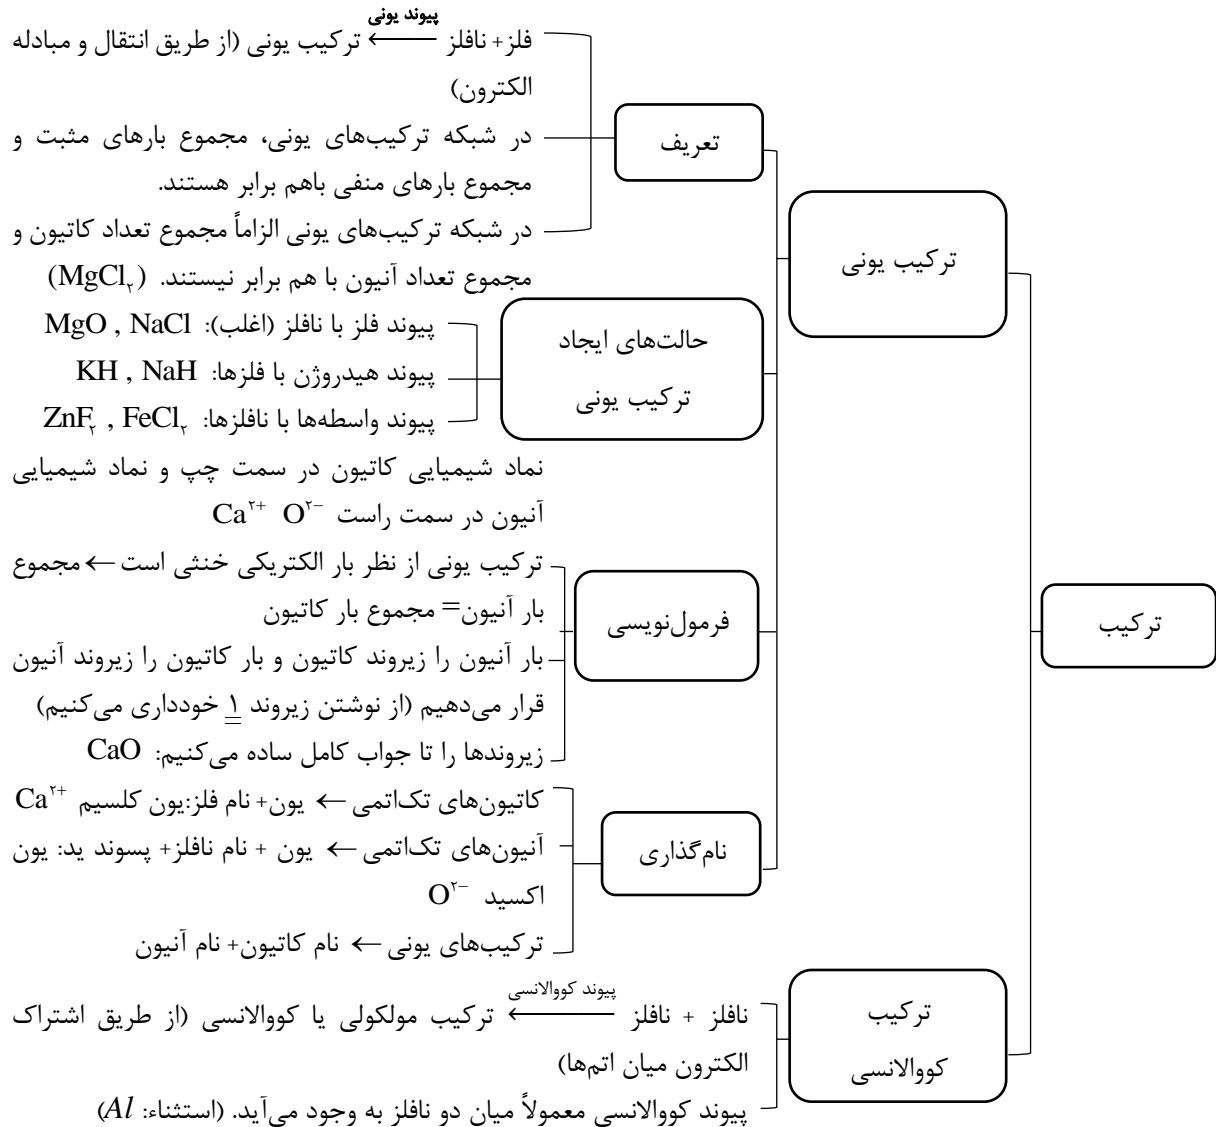 ترکیب
ترکیب یونی
تعریف
پیوند یونی
فلز+ نافلز ⟵ ترکیب یونی (از طریق انتقال و مبادله
الکترون)
در شبکه ترکیب‌های یونی، مجموع بارهای مثبت و
مجموع بارهای منفی باهم برابر هستند.
در شبکه ترکیب‌های یونی الزاماً مجموع تعداد کاتیون و
مجموع تعداد آنیون با هم برابر نیستند. (MgCl₂)
حالت‌های ایجاد
ترکیب یونی
پیوند فلز با نافلز (اغلب): MgO , NaCl
پیوند هیدروژن با فلزها: KH , NaH
پیوند واسطه‌ها با نافلزها: ZnF₂ , FeCl₂
فرمول‌نویسی
نماد شیمیایی کاتیون در سمت چپ و نماد شیمیایی
آنیون در سمت راست Ca²⁺ O²⁻
ترکیب یونی از نظر بار الکتریکی خنثی است ← مجموع
بار آنیون= مجموع بار کاتیون
بار آنیون را زیروند کاتیون و بار کاتیون را زیروند آنیون
قرار می‌دهیم (از نوشتن زیروند ۱ خودداری می‌کنیم)
زیروندها را تا جواب کامل ساده می‌کنیم: CaO
نام‌گذاری
کاتیون‌های تک‌اتمی ← یون+ نام فلز:یون کلسیم Ca²⁺
آنیون‌های تک‌اتمی ← یون + نام نافلز+ پسوند ید: یون
اکسید O²⁻
ترکیب‌های یونی ← نام کاتیون+ نام آنیون
ترکیب
کووالانسی
پیوند کووالانسی
نافلز + نافلز ⟵ ترکیب مولکولی یا کووالانسی (از طریق اشتراک
الکترون میان اتم‌ها)
پیوند کووالانسی معمولاً میان دو نافلز به وجود می‌آید. (استثناء: Al)